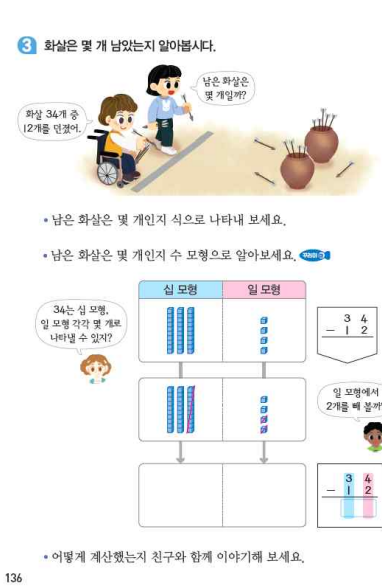 3 화살은 몇 개 남았는지 알아봅시다.
남은 화살은
몇 개일까?
화살 34개 중
12개를 던졌어.
• 남은 화살은 몇 개인지 식으로 나타내 보세요.
• 남은 화살은 몇 개인지 수 모형으로 알아보세요.
십 모형
일 모형
34는 십 모형,
일 모형 각각 몇 개로
나타낼 수 있지?
3 4
- 1 2
일 모형에서
2개를 빼 볼까?
3 4
- 1 2
• 어떻게 계산했는지 친구와 함께 이야기해 보세요.
136